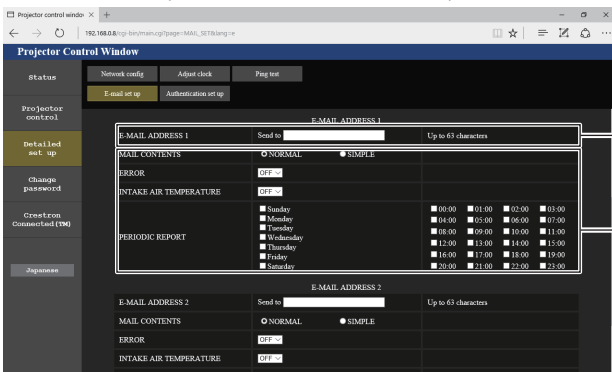 Projector control windo × +
192.168.0.8/cgi-bin/main.cgi?page=MAIL_SET&lang=e
Projector Control Window
Status
Network config Adjust clock Ping test
E-mail set up Authentication set up
Projector control
Detailed set up
Change password
Crestron Connected(TM)
Japanese
E-MAIL ADDRESS 1
E-MAIL ADDRESS 1 Send to Up to 63 characters
MAIL CONTENTS NORMAL SIMPLE
ERROR OFF
INTAKE AIR TEMPERATURE OFF
PERIODIC REPORT
Sunday 00:00 01:00 02:00 03:00
Monday 04:00 05:00 06:00 07:00
Tuesday 08:00 09:00 10:00 11:00
Wednesday
Thursday 12:00 13:00 14:00 15:00
Friday 16:00 17:00 18:00 19:00
Saturday 20:00 21:00 22:00 23:00
E-MAIL ADDRESS 2
E-MAIL ADDRESS 2 Send to Up to 63 characters
MAIL CONTENTS NORMAL SIMPLE
ERROR OFF
INTAKE AIR TEMPERATURE OFF